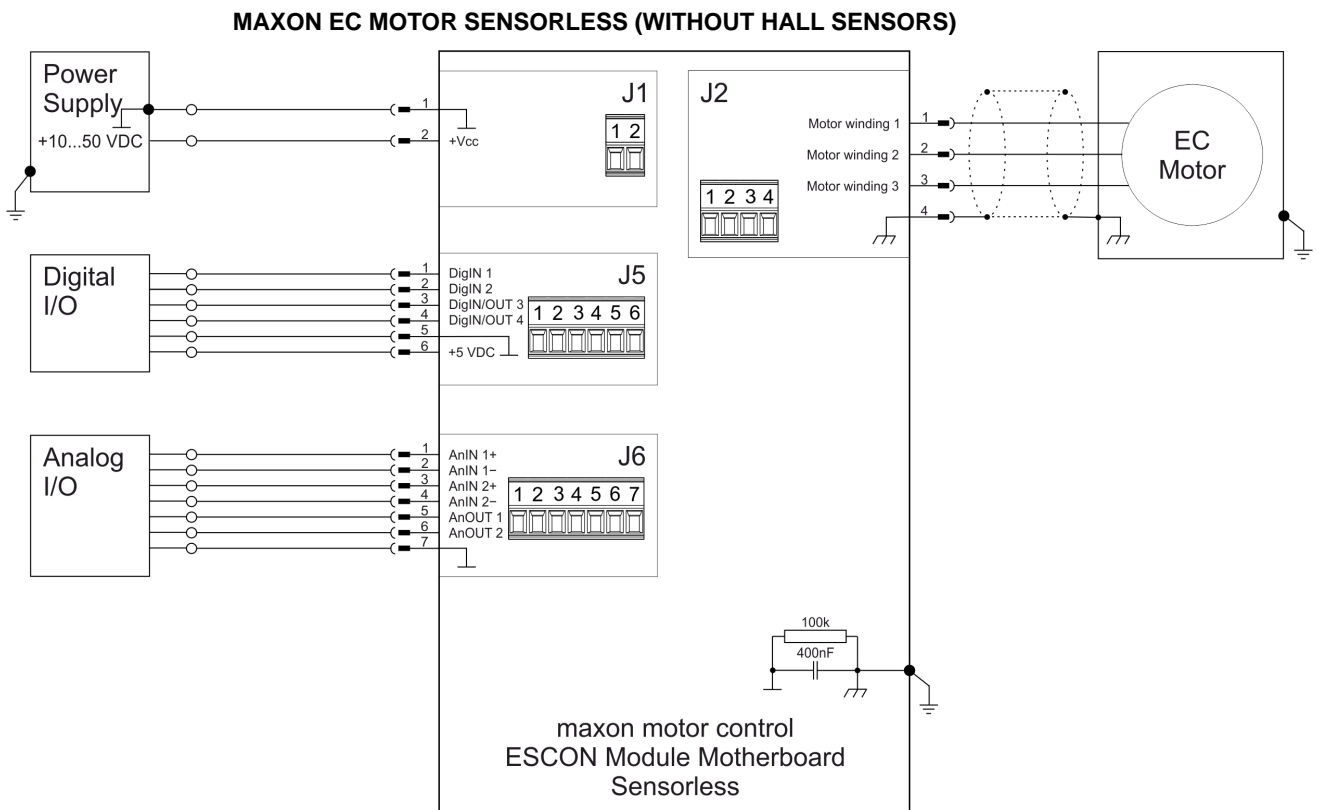 MAXON EC MOTOR SENSORLESS (WITHOUT HALL SENSORS)
Power
Supply
+10...50 VDC
1
2
+Vcc
J1
1 2
J2
1 2 3 4
Motor winding 1
Motor winding 2
Motor winding 3
1
2
3
4
EC
Motor
Digital
I/O
1
2
3
4
5
6
DigIN 1
DigIN 2
DigIN/OUT 3
DigIN/OUT 4
+5 VDC
J5
1 2 3 4 5 6
Analog
I/O
1
2
3
4
5
6
7
AnIN 1+
AnIN 1−
AnIN 2+
AnIN 2−
AnOUT 1
AnOUT 2
J6
1 2 3 4 5 6 7
100k
400nF
maxon motor control
ESCON Module Motherboard
Sensorless